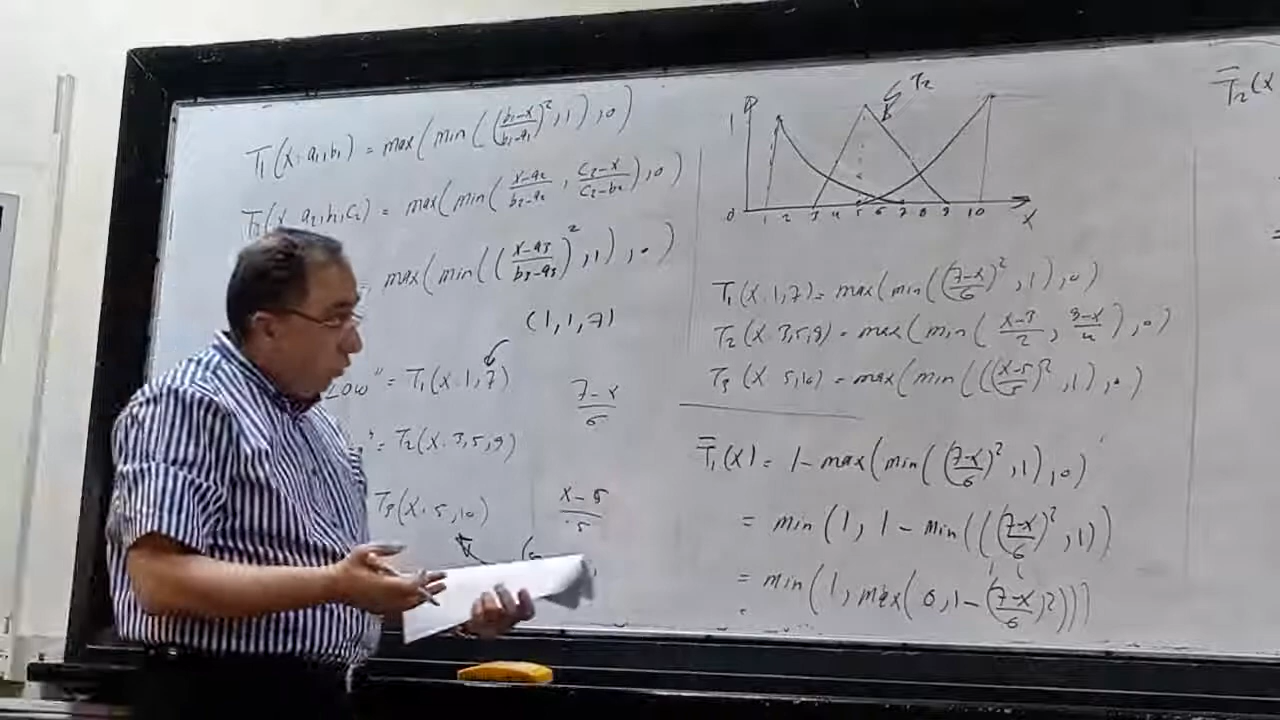 T₁(x; a₁, b₁) = max(min((b₁-x/b₁-a₁)², 1), 0)
T₂(x; a₂, b₂, c₂) = max(min(x-a₂/b₂-a₂, c₂-x/c₂-b₂), 0)
= max(min((x-a₃/b₃-a₃)², 1), 0)
(1, 1, 7)
Low" = T₁(x; 1, 7)
7-x/6
" = T₂(x; 3, 5, 9)
T₃(x; 5, 10)
x-5/5
T₂
1
0 1 2 3 4 5 6 7 8 9 10
x
T₁(x; 1, 7) = max(min((7-x/6)², 1), 0)
T₂(x; 3, 5, 9) = max(min(x-3/2, 9-x/4), 0)
T₃(x; 5, 10) = max(min(((x-5/5)², 1), 0)
T̄₁(x) = 1 - max(min((7-x/6)², 1), 0)
= min(1, 1 - min(((7-x/6)², 1))
= min(1, max(0, 1-(7-x/6)²)))
T̄₂(x
=